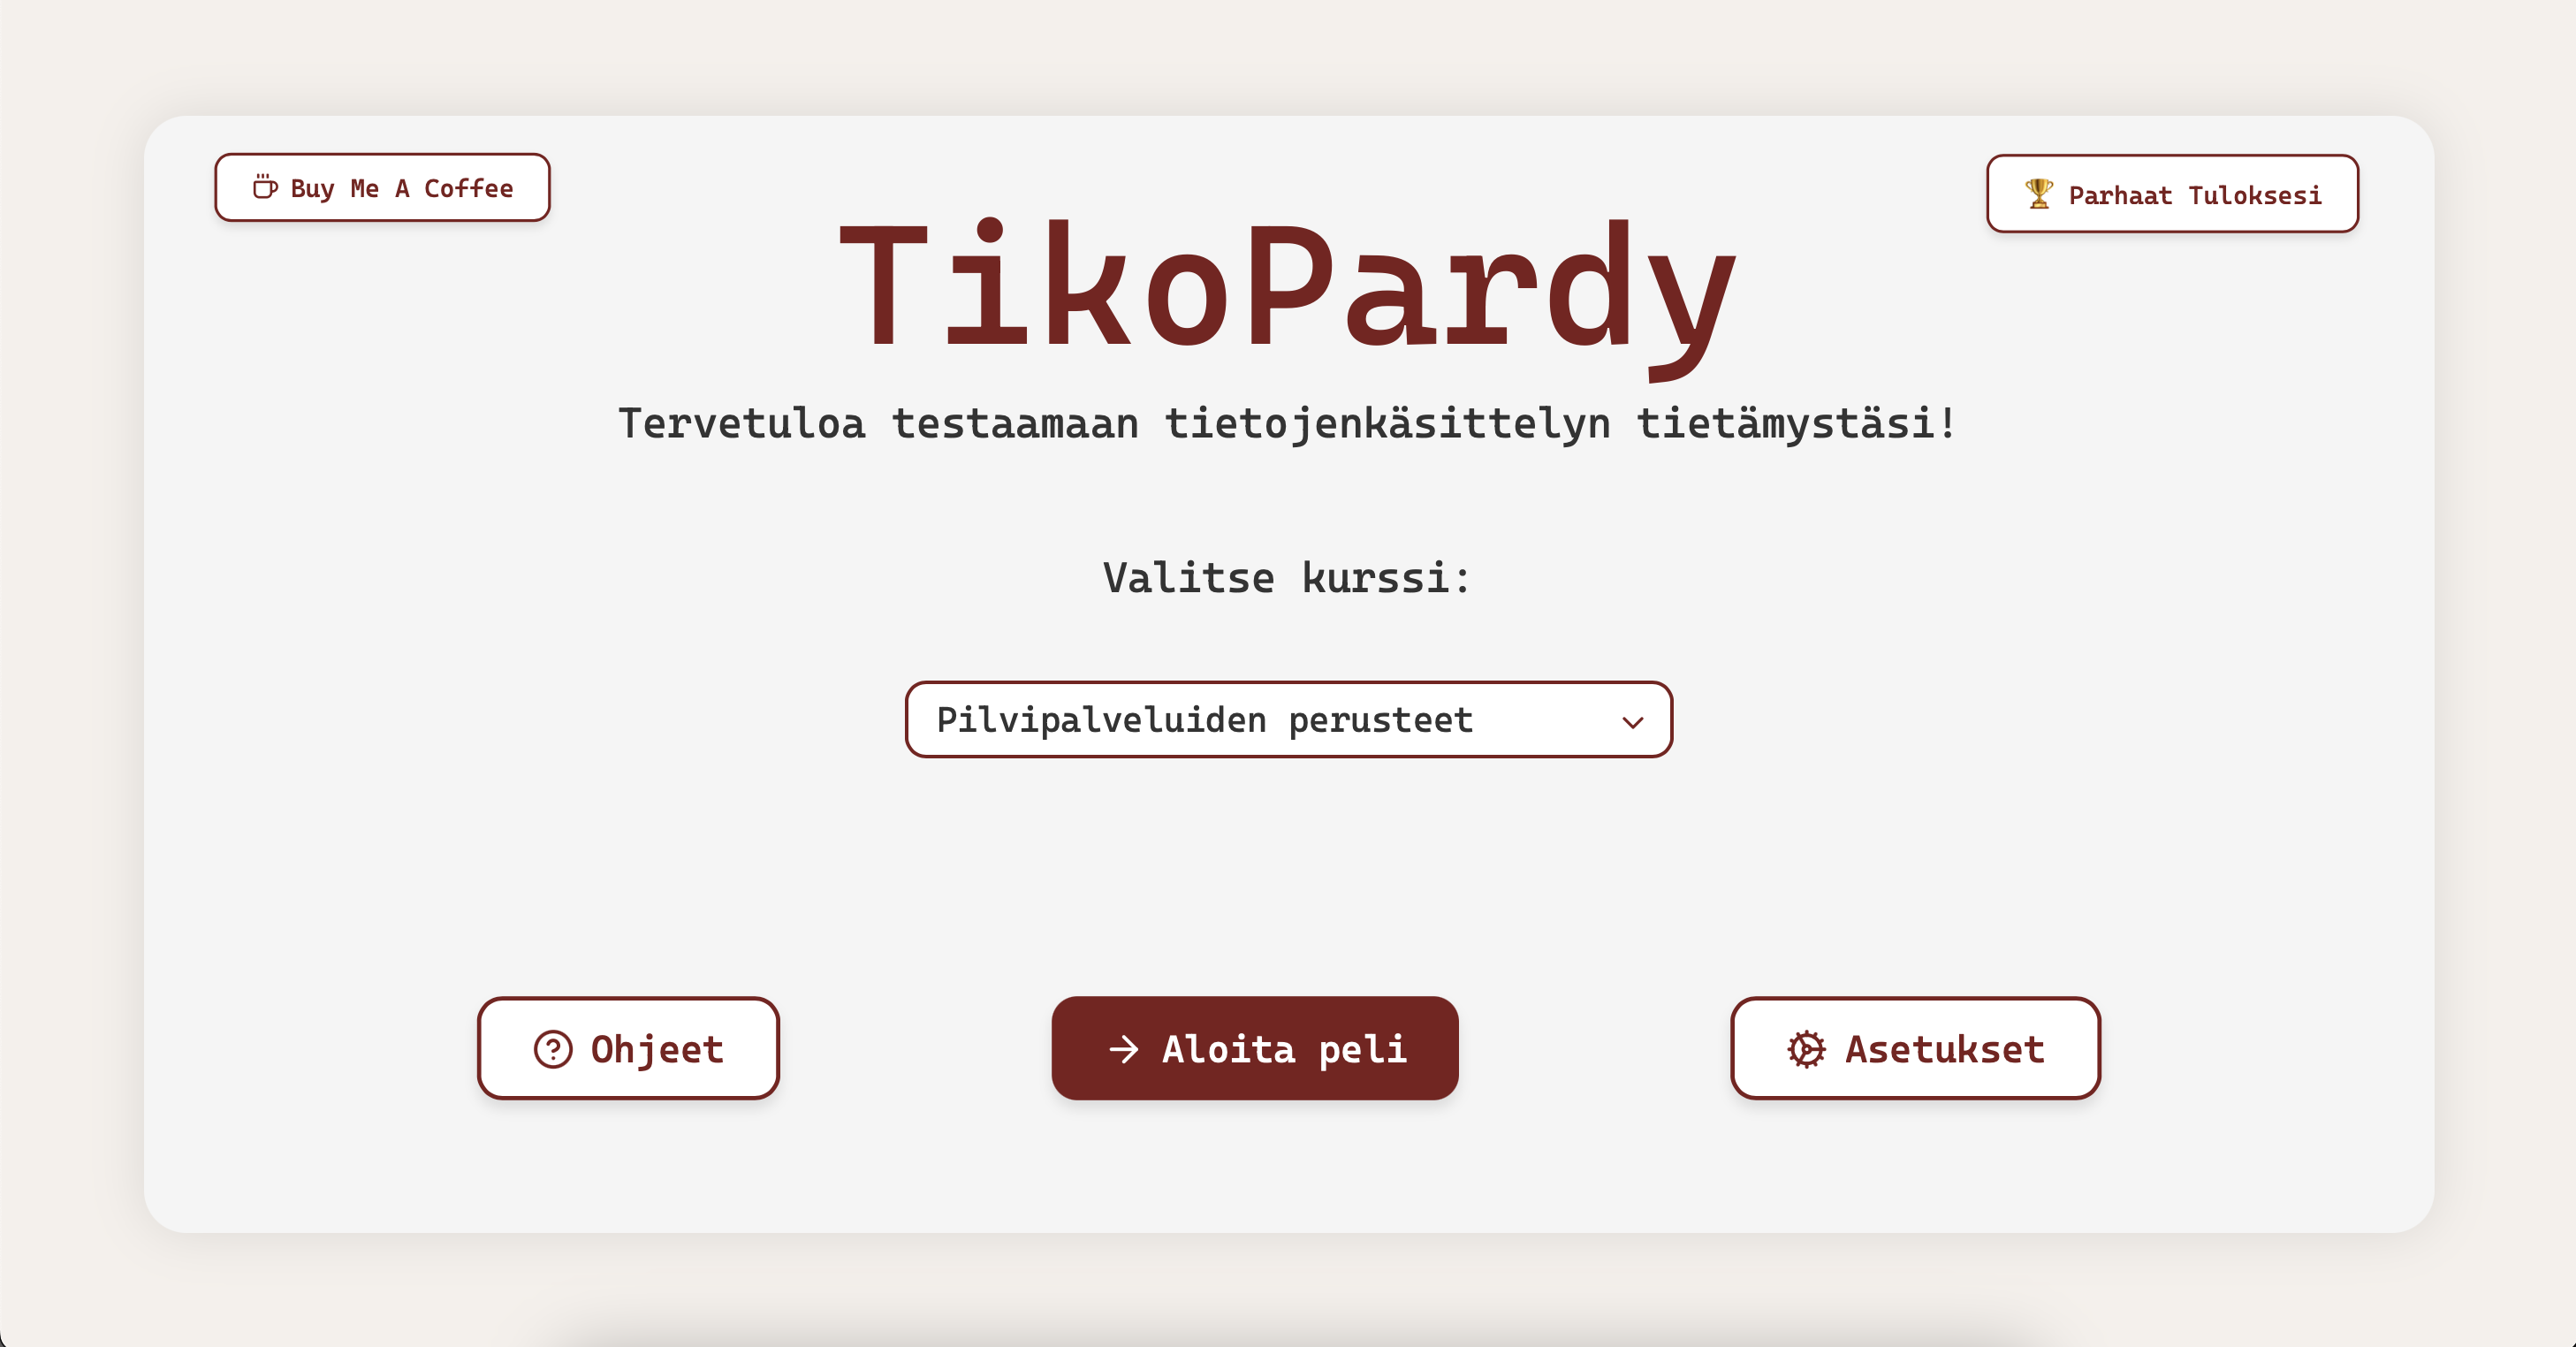 Buy Me A Coffee
🏆 Parhaat Tuloksesi
TikoPardy
Tervetuloa testaamaan tietojenkäsittelyn tietämystäsi!
Valitse kurssi:
Pilvipalveluiden perusteet
Ohjeet
Aloita peli
Asetukset